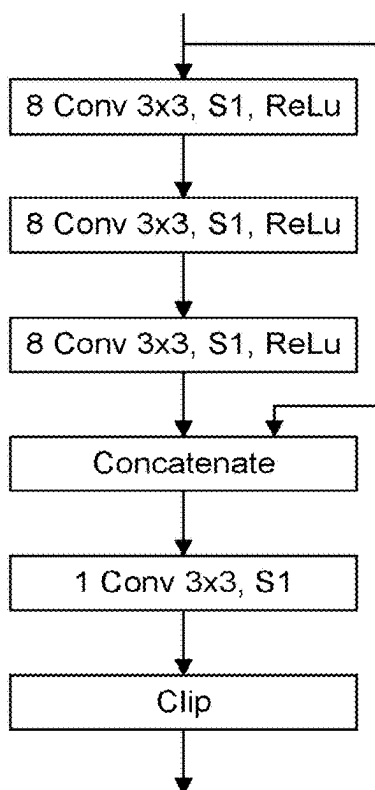 8 Conv 3x3, S1, ReLu
8 Conv 3x3, S1, ReLu
8 Conv 3x3, S1, ReLu
Concatenate
1 Conv 3x3, S1
Clip